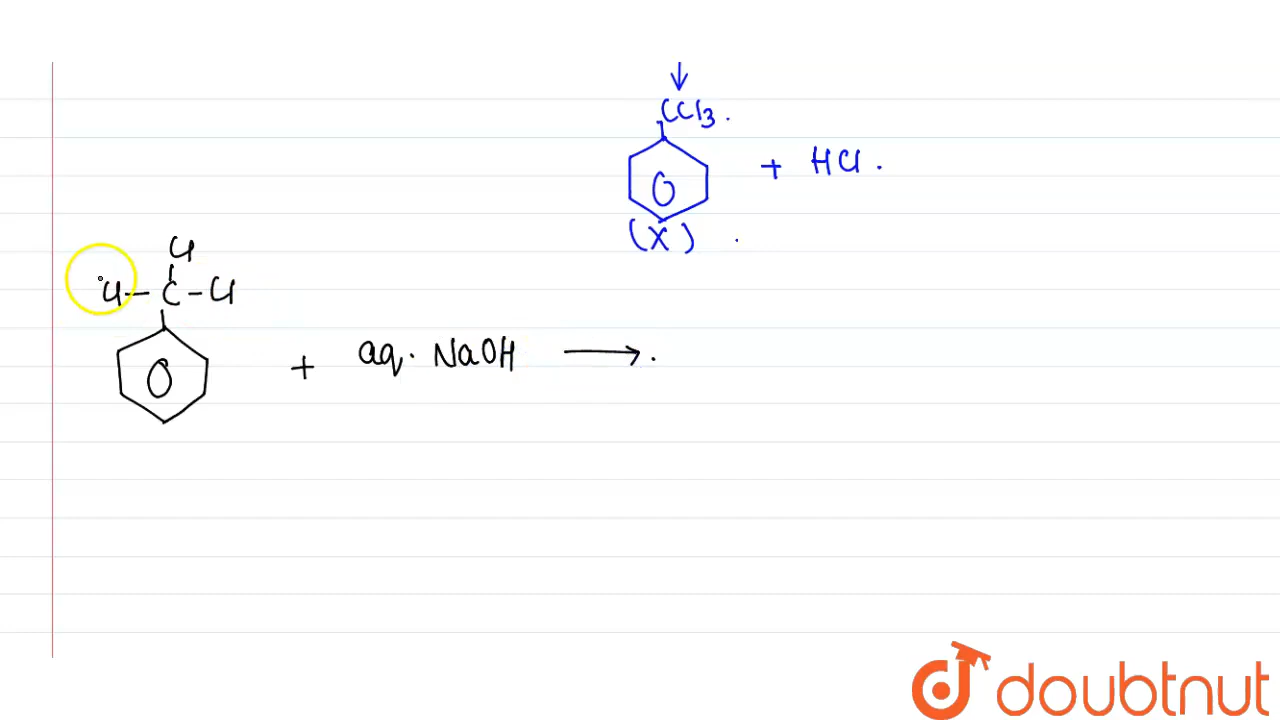 CCl3.
+ HCl.
(X)
Cl
Cl-C-Cl
+ aq. NaOH →.
doubtnut